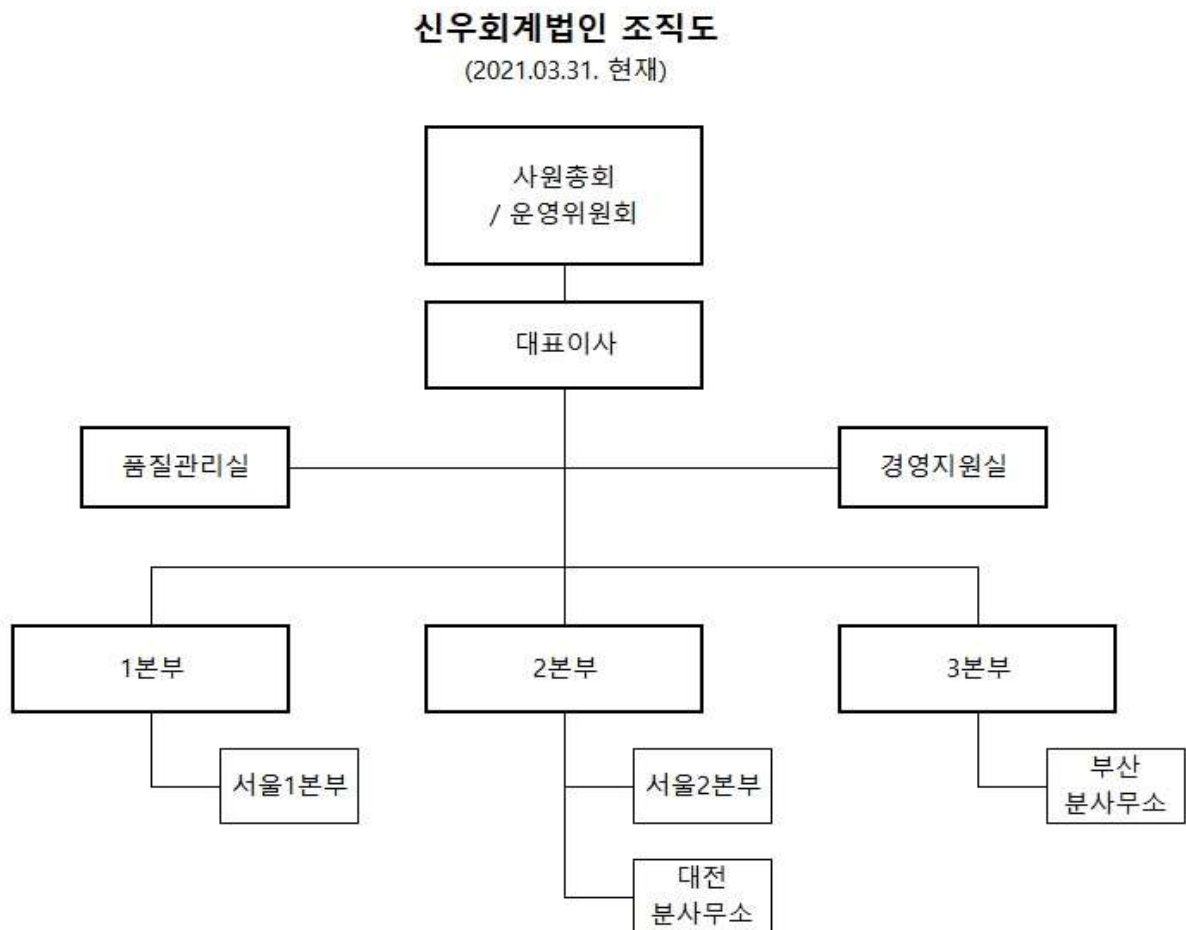 신우회계법인 조직도
(2021.03.31. 현재)
사원총회
/ 운영위원회
대표이사
품질관리실
경영지원실
1본부
2본부
3본부
서울1본부
서울2본부
부산
분사무소
대전
분사무소